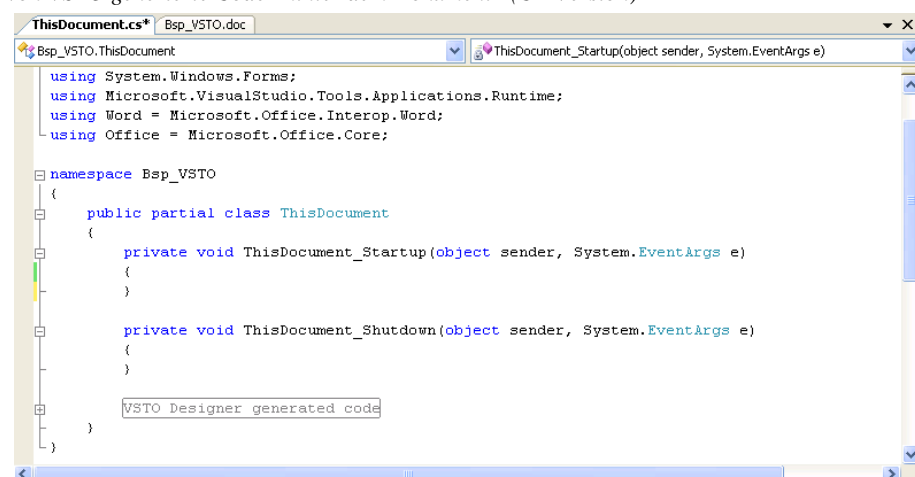 ThisDocument.cs* Bsp_VSTO.doc
Bsp_VSTO.ThisDocument ThisDocument_Startup(object sender, System.EventArgs e)
using System.Windows.Forms;
using Microsoft.VisualStudio.Tools.Applications.Runtime;
using Word = Microsoft.Office.Interop.Word;
using Office = Microsoft.Office.Core;
namespace Bsp_VSTO
{
public partial class ThisDocument
{
private void ThisDocument_Startup(object sender, System.EventArgs e)
{
}
private void ThisDocument_Shutdown(object sender, System.EventArgs e)
{
}
VSTO Designer generated code
}
}